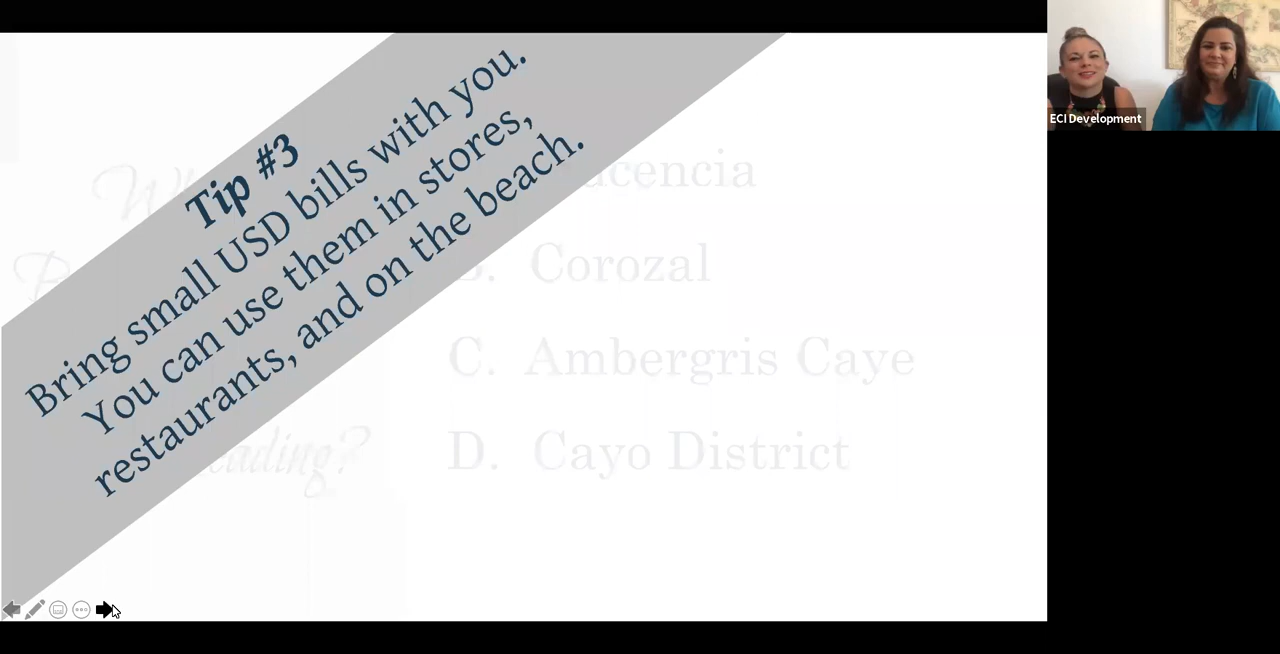 Tip #3
Bring small USD bills with you.
You can use them in stores,
restaurants, and on the beach.
Corozal
C. Ambergris Caye
D. Cayo District
ECI Development